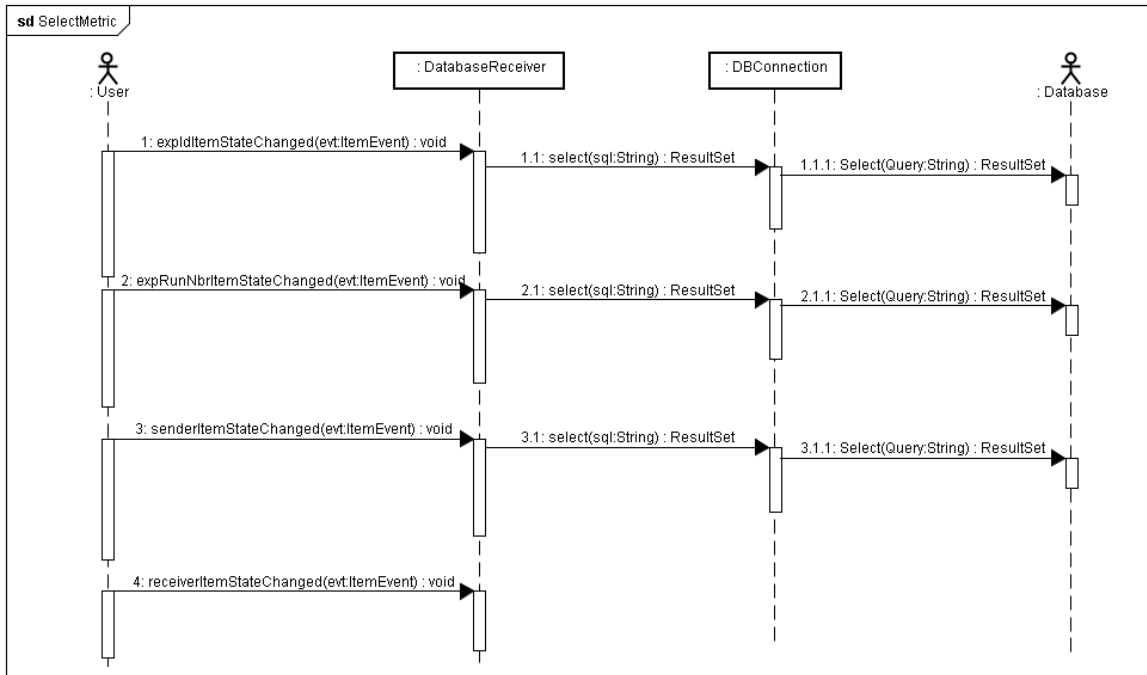 sd SelectMetric
: User
: DatabaseReceiver
: DBConnection
: Database
1: expIdItemStateChanged(evt:ItemEvent) : void
1.1: select(sql:String) : ResultSet
1.1.1: Select(Query:String) : ResultSet
2: expRunNbrItemStateChanged(evt:ItemEvent) : void
2.1: select(sql:String) : ResultSet
2.1.1: Select(Query:String) : ResultSet
3: senderItemStateChanged(evt:ItemEvent) : void
3.1: select(sql:String) : ResultSet
3.1.1: Select(Query:String) : ResultSet
4: receiverItemStateChanged(evt:ItemEvent) : void